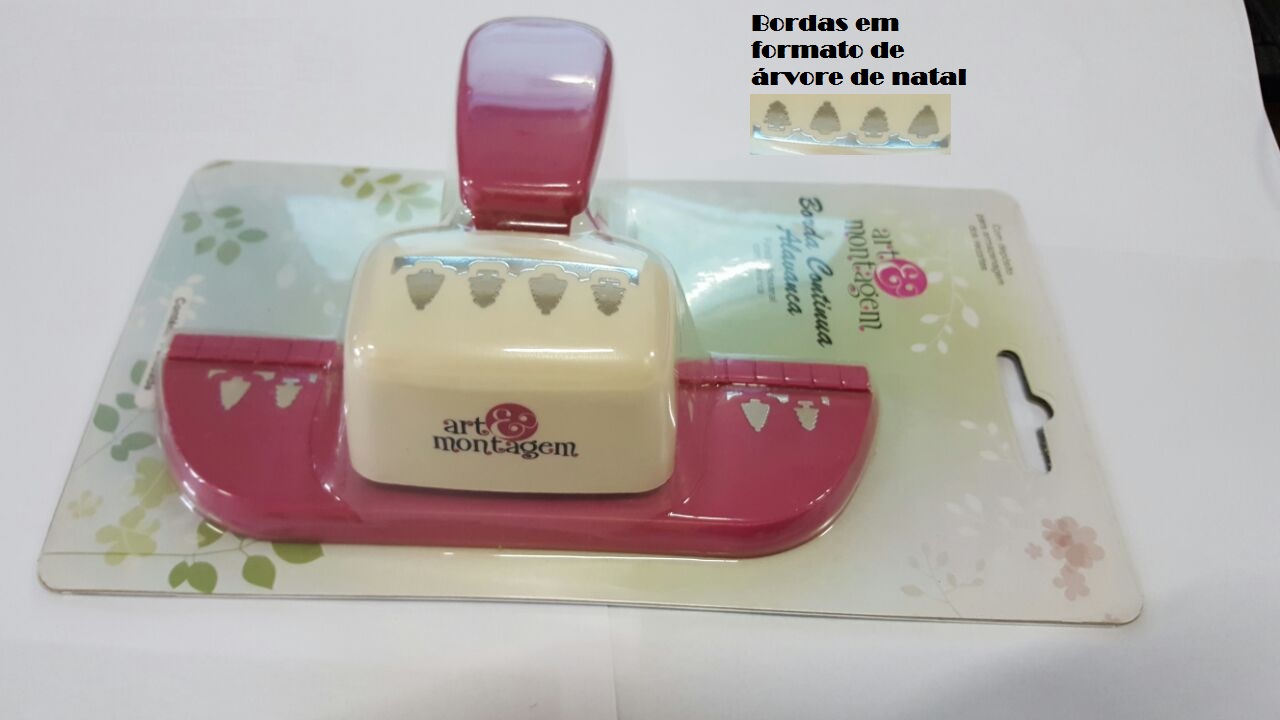 Bordas em
formato de
árvore de natal
art &
montagem
Borda Contínua
Alavanca
art &
montagem